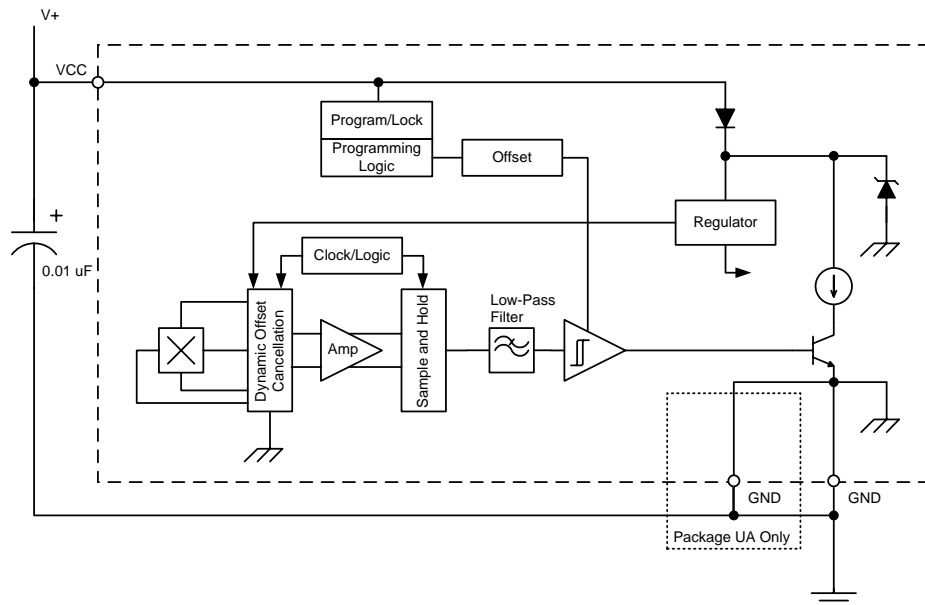 V+
VCC
Program/Lock
Programming
Logic
Offset
Regulator
+
0.01 uF
Clock/Logic
Dynamic Offset
Cancellation
Amp
Sample and Hold
Low-Pass
Filter
GND
GND
Package UA Only